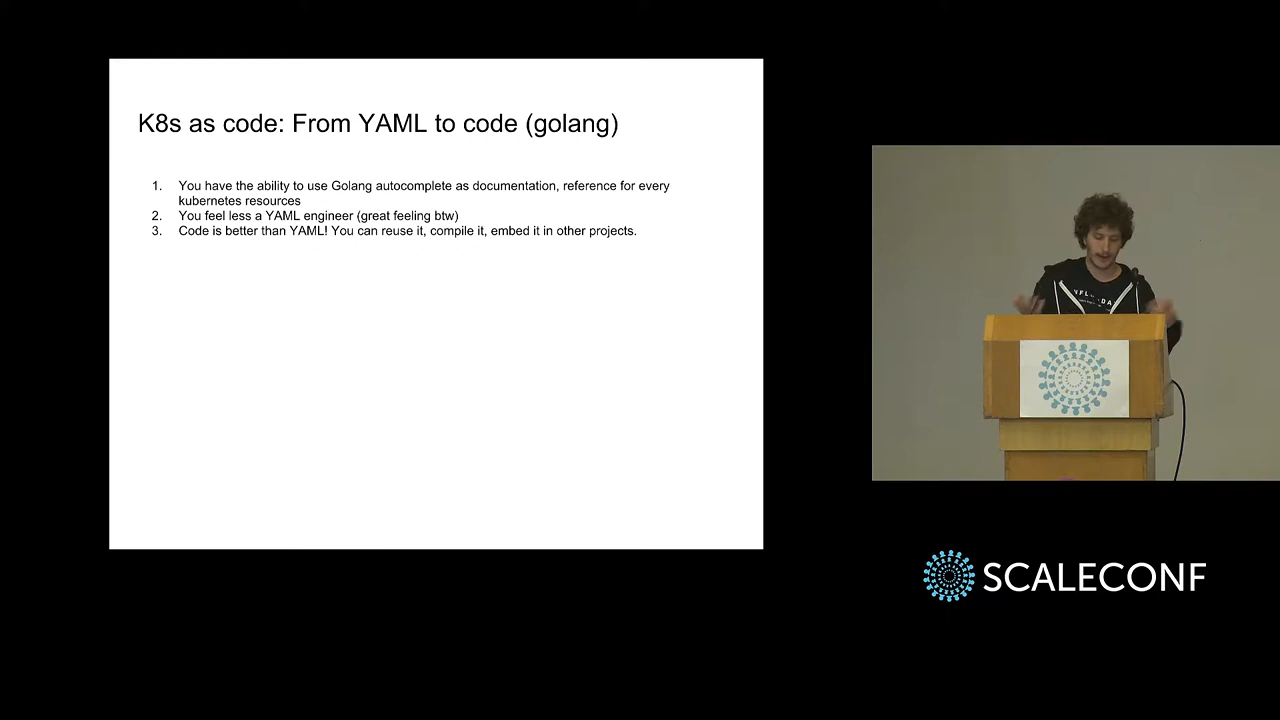 K8s as code: From YAML to code (golang)
1. You have the ability to use Golang autocomplete as documentation, reference for every
kubernetes resources
2. You feel less a YAML engineer (great feeling btw)
3. Code is better than YAML! You can reuse it, compile it, embed it in other projects.
SCALECONF